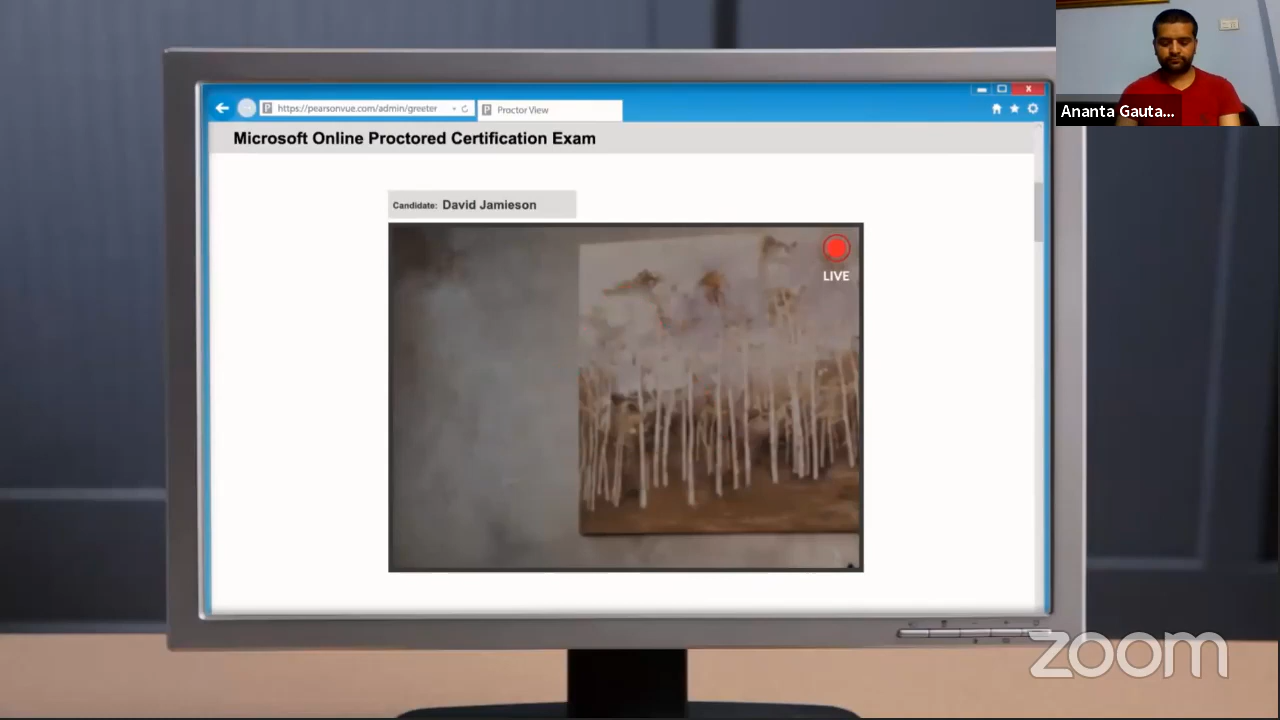 https://pearsonvue.com/admin/greeter
Proctor View
Microsoft Online Proctored Certification Exam
Candidate: David Jamieson
LIVE
Ananta Gauta...
zoom